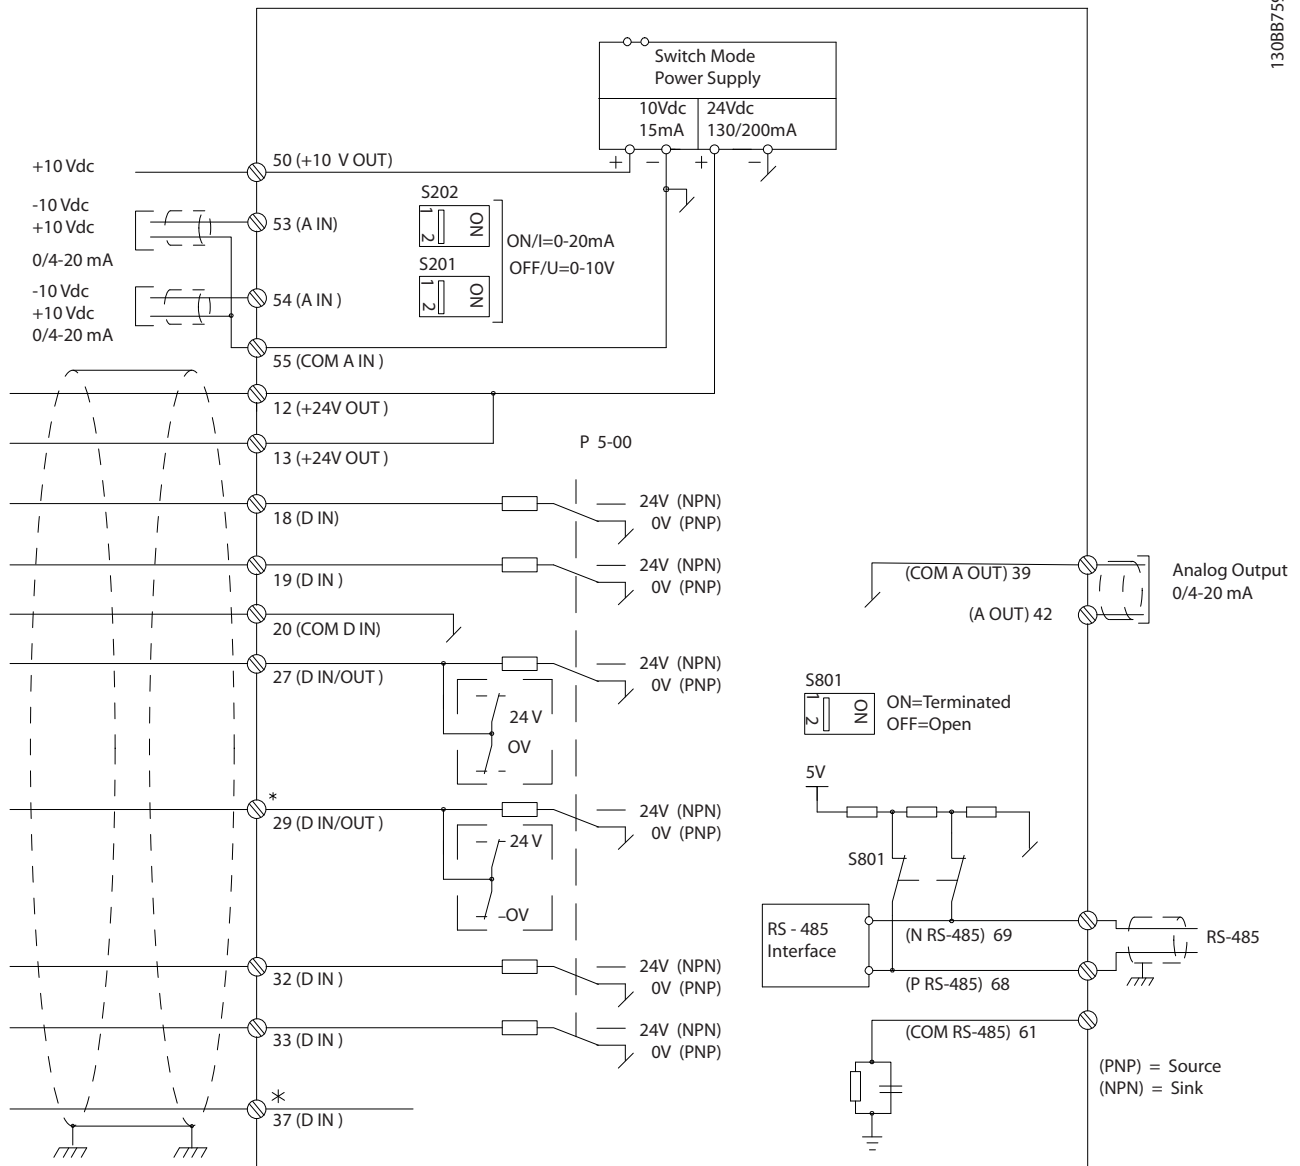 130BB759
Switch Mode
Power Supply
10Vdc
15mA
24Vdc
130/200mA
+ - + -
+10 Vdc
50 (+10 V OUT)
-10 Vdc
+10 Vdc
0/4-20 mA
53 (A IN)
S202
1
2
ON
ON/I=0-20mA
OFF/U=0-10V
S201
1
2
ON
-10 Vdc
+10 Vdc
0/4-20 mA
54 (A IN )
55 (COM A IN )
12 (+24V OUT )
13 (+24V OUT )
P 5-00
18 (D IN)
24V (NPN)
0V (PNP)
19 (D IN )
24V (NPN)
0V (PNP)
20 (COM D IN)
27 (D IN/OUT )
24V (NPN)
0V (PNP)
24 V
OV
*
29 (D IN/OUT )
24V (NPN)
0V (PNP)
24 V
OV
32 (D IN )
24V (NPN)
0V (PNP)
33 (D IN )
24V (NPN)
0V (PNP)
*
37 (D IN )
(COM A OUT) 39
(A OUT) 42
Analog Output
0/4-20 mA
S801
1
2
ON
ON=Terminated
OFF=Open
5V
S801
RS - 485
Interface
(N RS-485) 69
RS-485
(P RS-485) 68
(COM RS-485) 61
(PNP) = Source
(NPN) = Sink